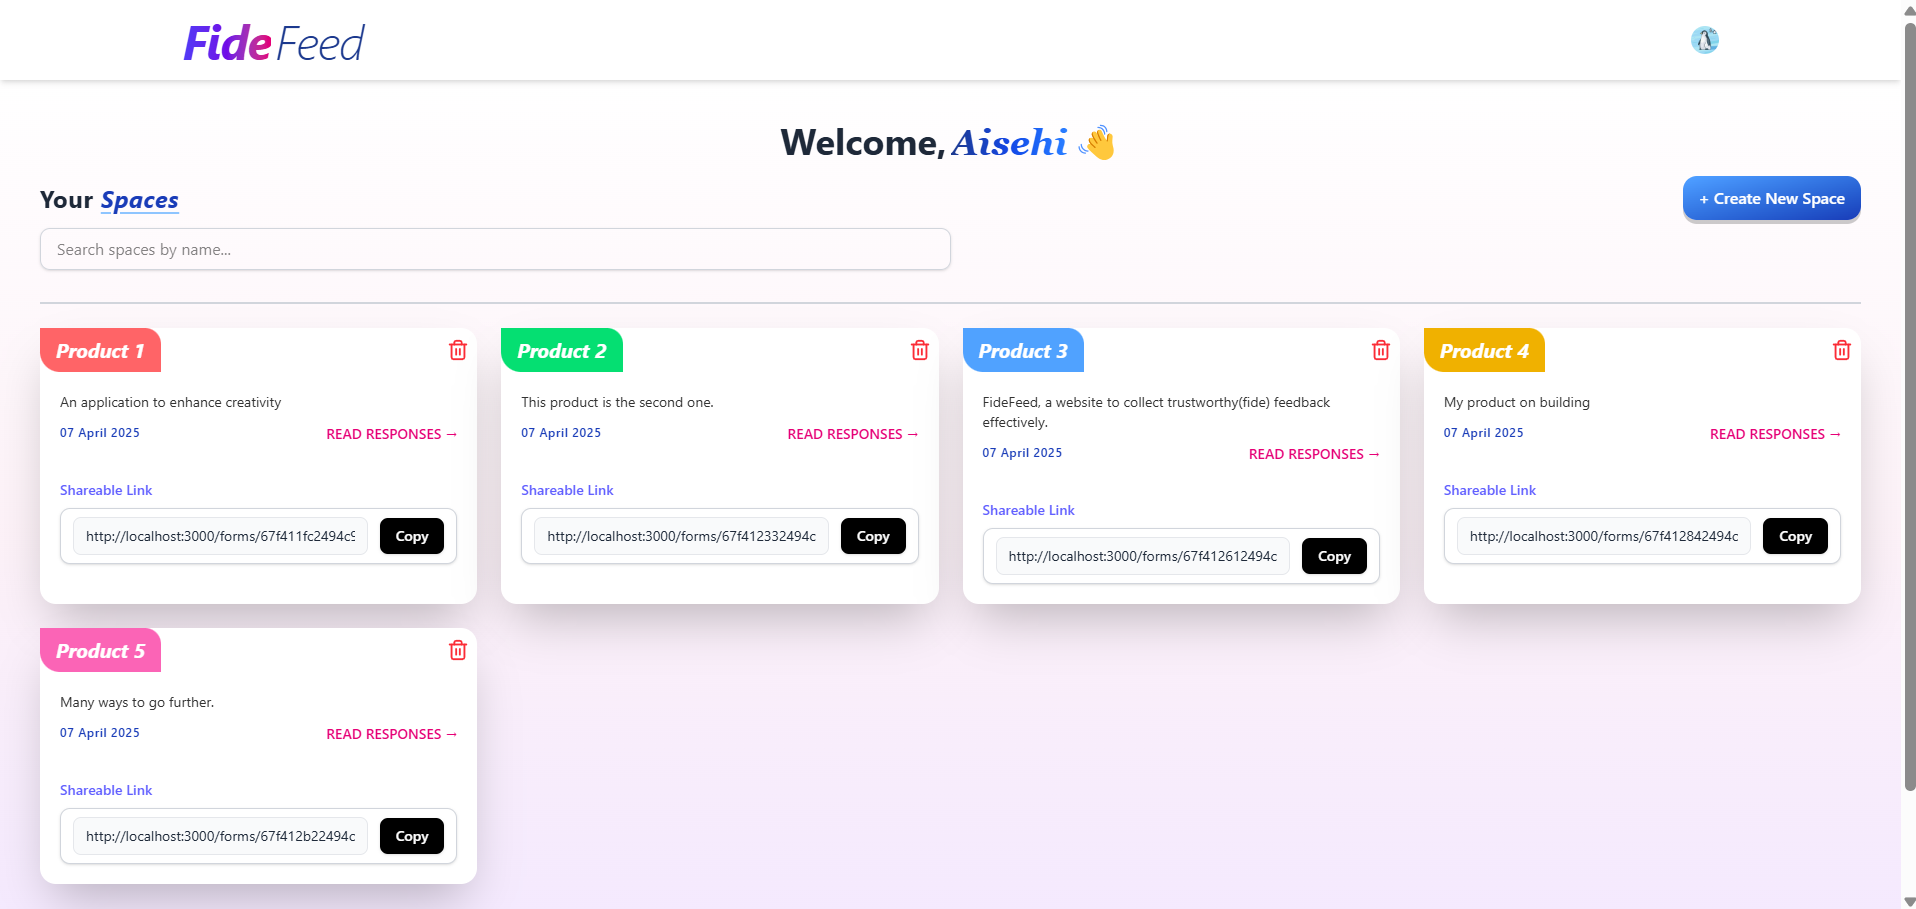 FideFeed
Welcome, Aisehi 👋
Your Spaces
+ Create New Space
Search spaces by name...
Product 1
An application to enhance creativity
07 April 2025
READ RESPONSES →
Shareable Link
http://localhost:3000/forms/67f411fc2494c9
Copy
Product 2
This product is the second one.
07 April 2025
READ RESPONSES →
Shareable Link
http://localhost:3000/forms/67f412332494c
Copy
Product 3
FideFeed, a website to collect trustworthy(fide) feedback
effectively.
07 April 2025
READ RESPONSES →
Shareable Link
http://localhost:3000/forms/67f412612494c
Copy
Product 4
My product on building
07 April 2025
READ RESPONSES →
Shareable Link
http://localhost:3000/forms/67f412842494c
Copy
Product 5
Many ways to go further.
07 April 2025
READ RESPONSES →
Shareable Link
http://localhost:3000/forms/67f412b22494c
Copy